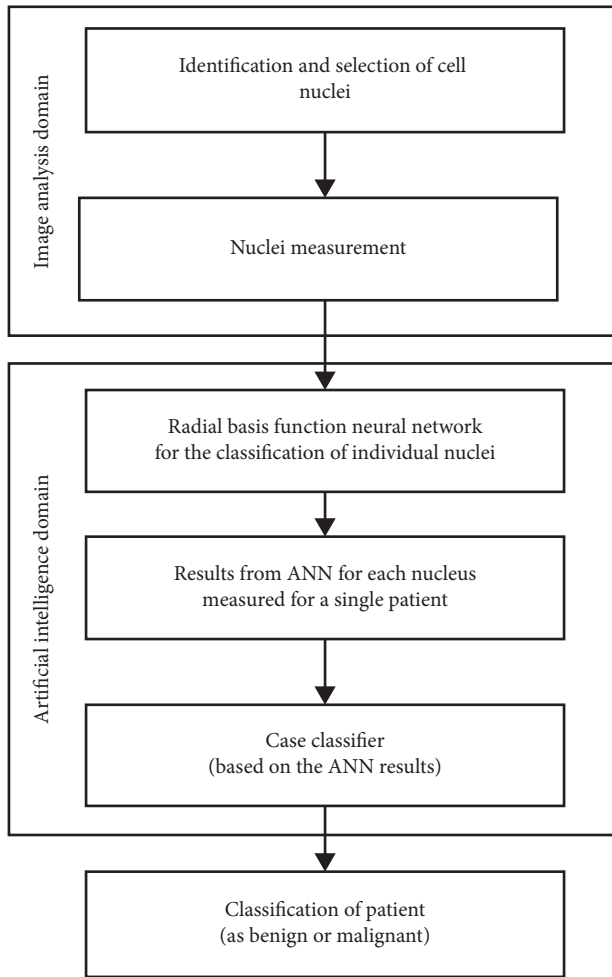 Image analysis domain
Identification and selection of cell
nuclei
Nuclei measurement
Artificial intelligence domain
Radial basis function neural network
for the classification of individual nuclei
Results from ANN for each nucleus
measured for a single patient
Case classifier
(based on the ANN results)
Classification of patient
(as benign or malignant)